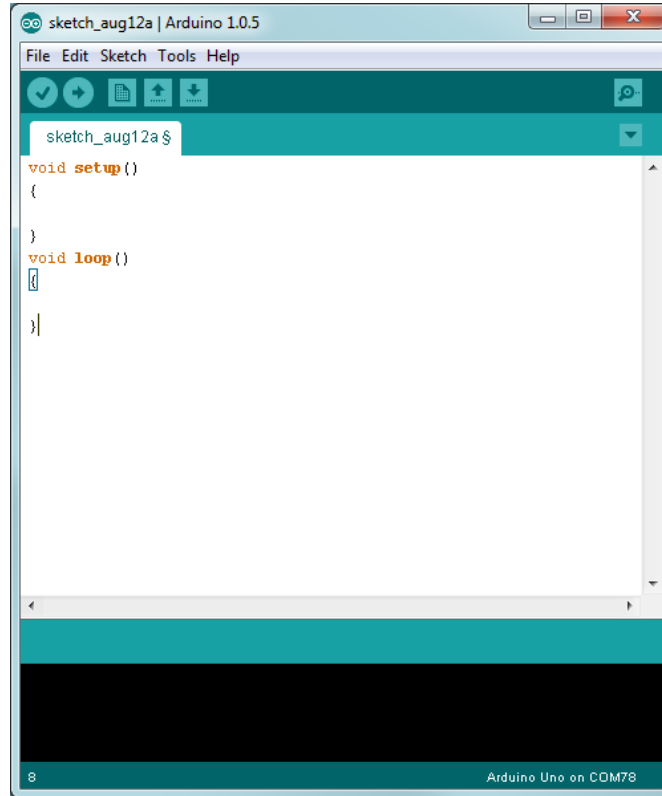 sketch_aug12a | Arduino 1.0.5
File Edit Sketch Tools Help
sketch_aug12a §
void setup()
{
}
void loop()
{
}
8 Arduino Uno on COM78